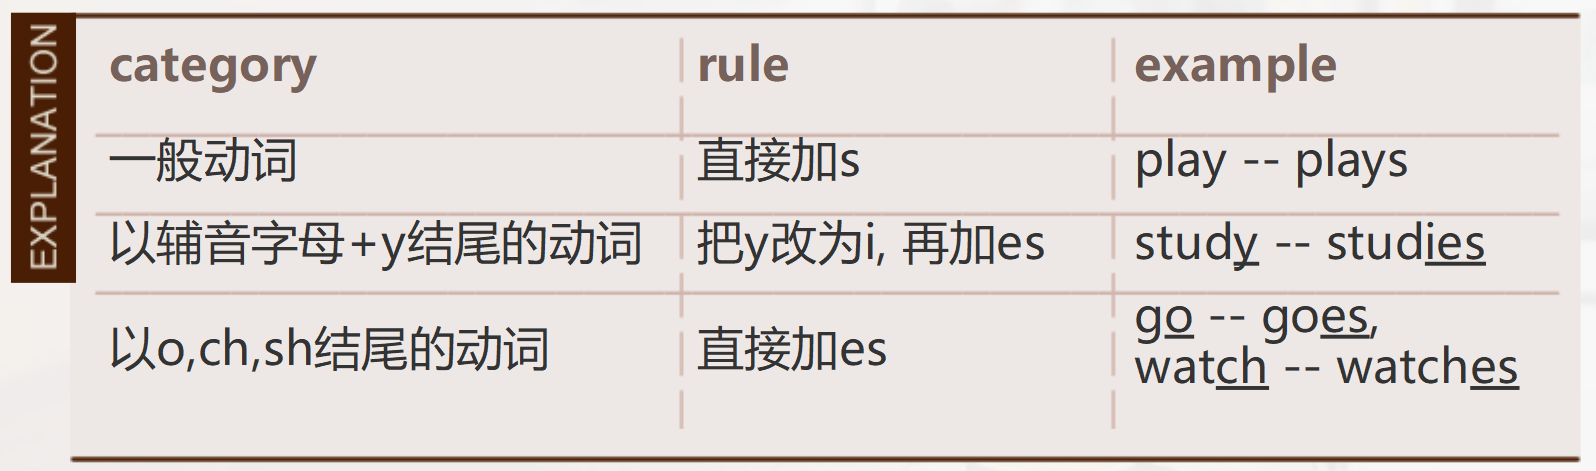 EXPLANATION
category rule example
一般动词 直接加s play -- plays
以辅音字母+y结尾的动词 把y改为i, 再加es study -- studies
以o,ch,sh结尾的动词 直接加es go -- goes,
watch -- watches